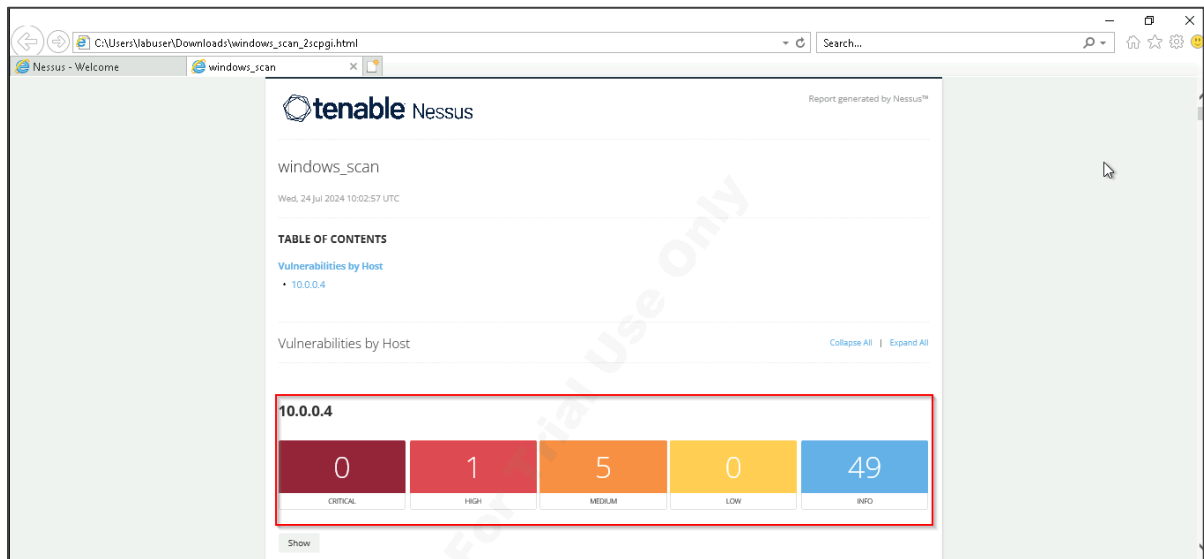 C:\Users\labuser\Downloads\windows_scan_2scpgi.html
Search...
Nessus - Welcome
windows_scan
tenable Nessus
Report generated by Nessus™
windows_scan
Wed, 24 Jul 2024 10:02:57 UTC
TABLE OF CONTENTS
Vulnerabilities by Host
• 10.0.0.4
Vulnerabilities by Host
Collapse All | Expand All
10.0.0.4
0 1 5 0 49
CRITICAL HIGH MEDIUM LOW INFO
Show
For Trial Use Only